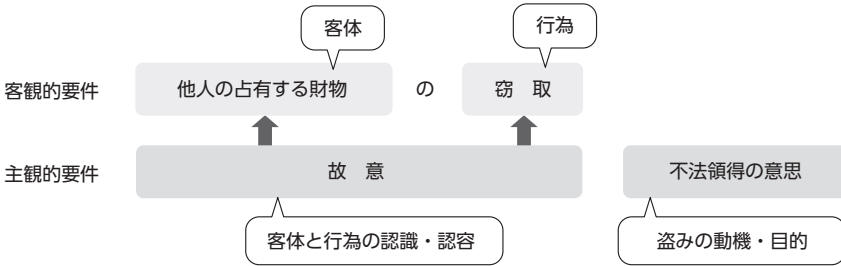 客体
行為
客観的要件 他人の占有する財物 の 窃 取
主観的要件 故 意 不法領得の意思
客体と行為の認識・認容 盗みの動機・目的